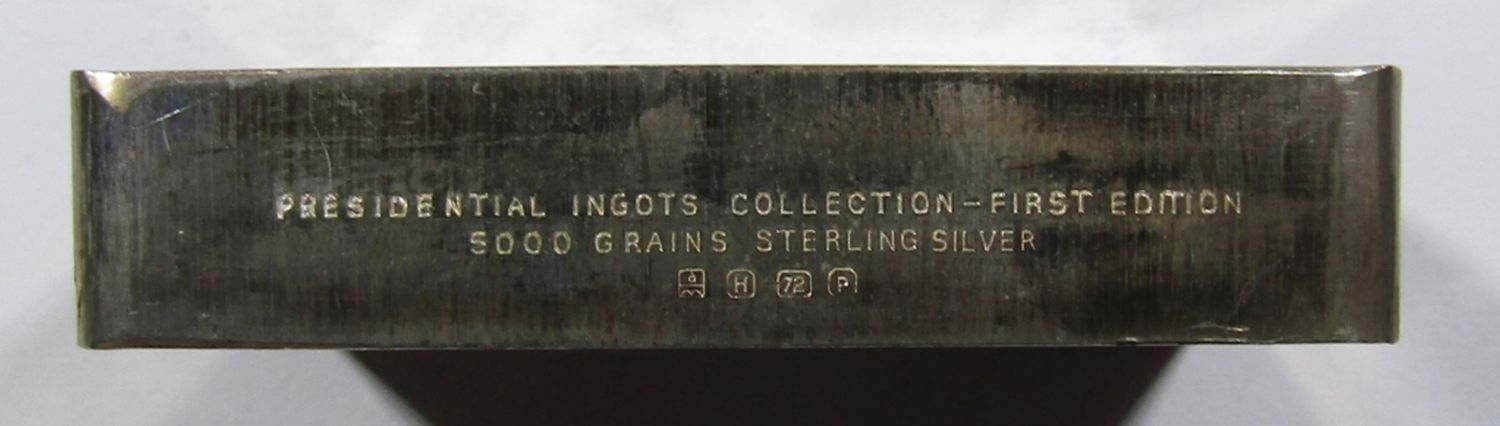 PRESIDENTIAL INGOTS COLLECTION-FIRST EDITION
5000 GRAINS STERLING SILVER
H 72 P